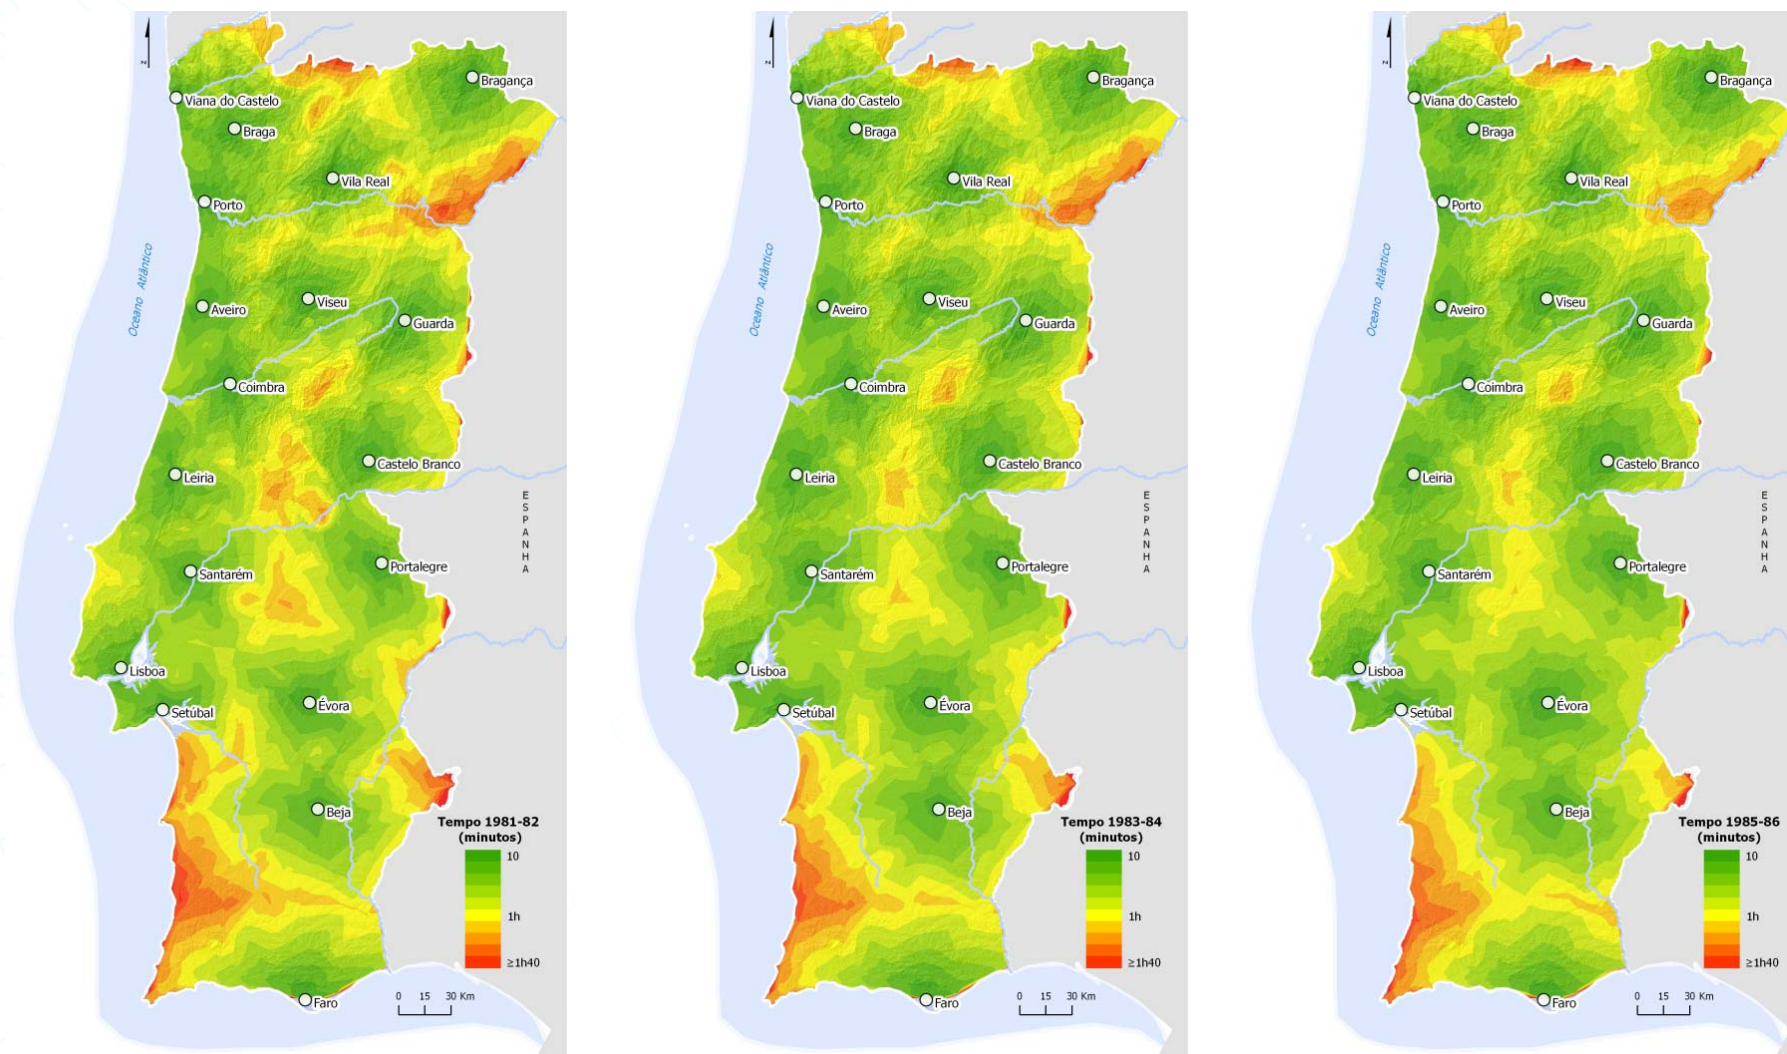 z
Bragança
Viana do Castelo
Braga
Vila Real
Porto
Oceano Atlântico
Aveiro
Viseu
Guarda
Coimbra
Castelo Branco
Leiria
ESPANHA
Santarém
Portalegre
Lisboa
Setúbal
Évora
Beja
Tempo 1981-82
(minutos)
10
1h
≥1h40
Faro
0 15 30 Km
z
Bragança
Viana do Castelo
Braga
Vila Real
Porto
Oceano Atlântico
Aveiro
Viseu
Guarda
Coimbra
Castelo Branco
Leiria
ESPANHA
Santarém
Portalegre
Lisboa
Setúbal
Évora
Beja
Tempo 1983-84
(minutos)
10
1h
≥1h40
Faro
0 15 30 Km
z
Bragança
Viana do Castelo
Braga
Vila Real
Porto
Oceano Atlântico
Aveiro
Viseu
Guarda
Coimbra
Castelo Branco
Leiria
ESPANHA
Santarém
Portalegre
Lisboa
Setúbal
Évora
Beja
Tempo 1985-86
(minutos)
10
1h
≥1h40
Faro
0 15 30 Km